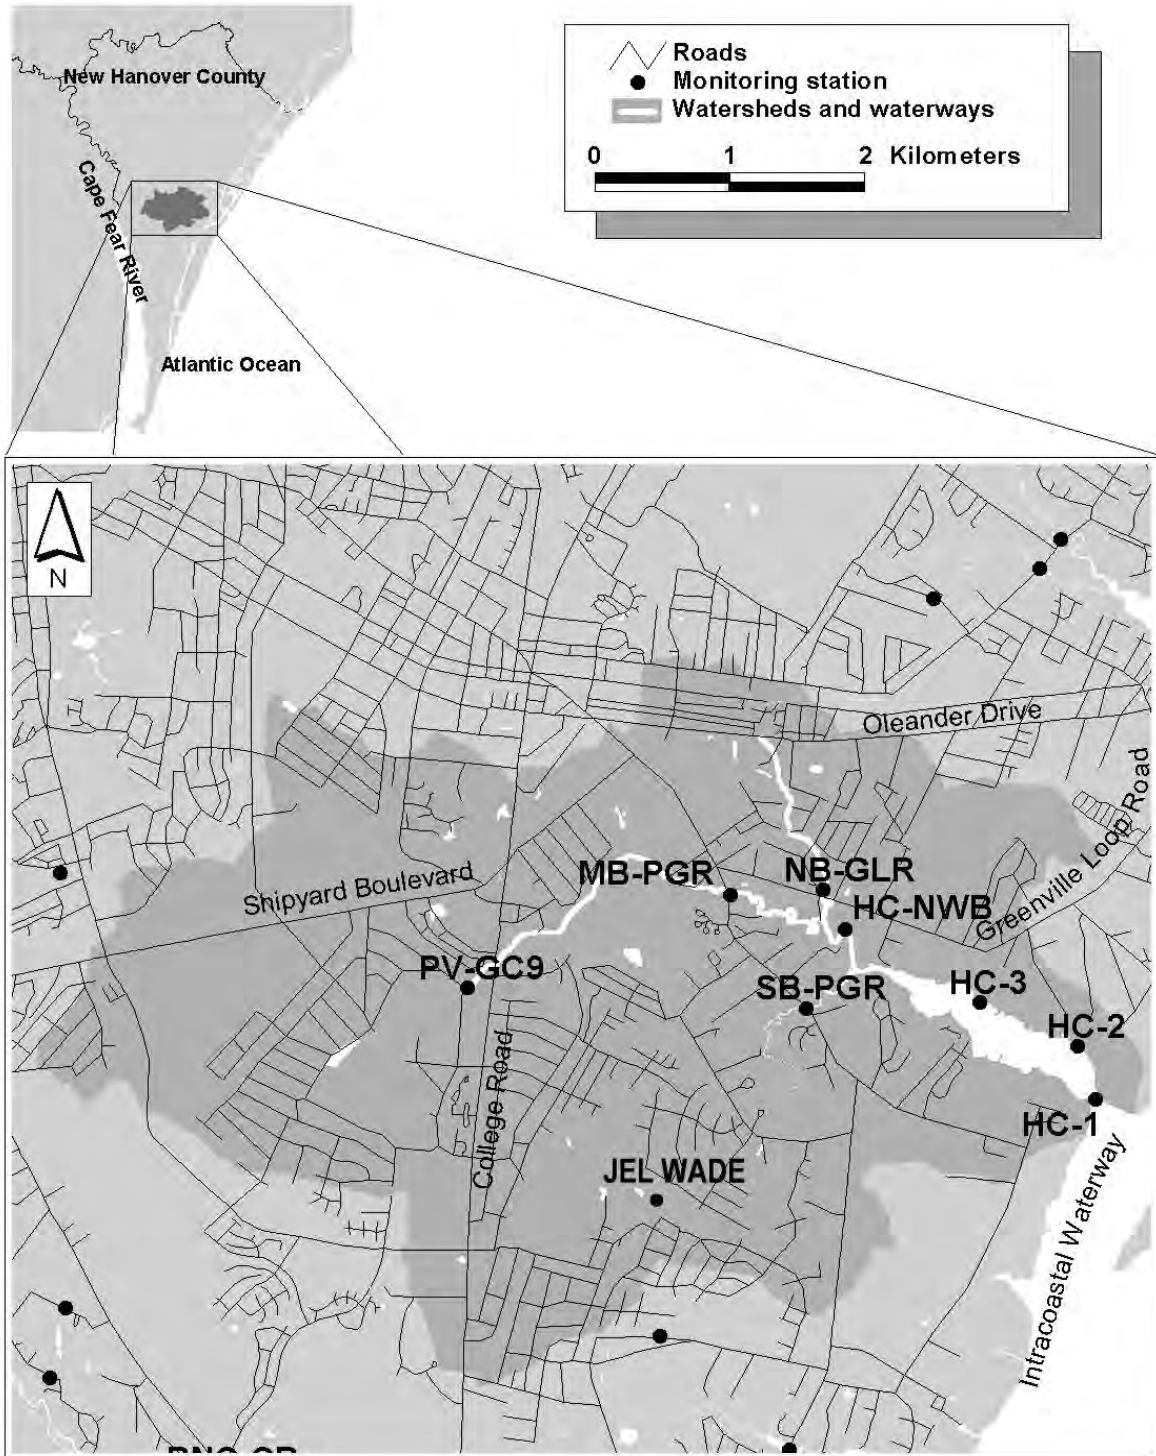 New Hanover County
Cape Fear River
Atlantic Ocean
Roads
Monitoring station
Watersheds and waterways
0 1 2 Kilometers
N
Oleander Drive
Greenville Loop Road
Shipyard Boulevard
MB-PGR
NB-GLR
HC-NWB
PV-GC9
SB-PGR
HC-3
HC-2
HC-1
College Road
JEL WADE
Intracoastal Waterway